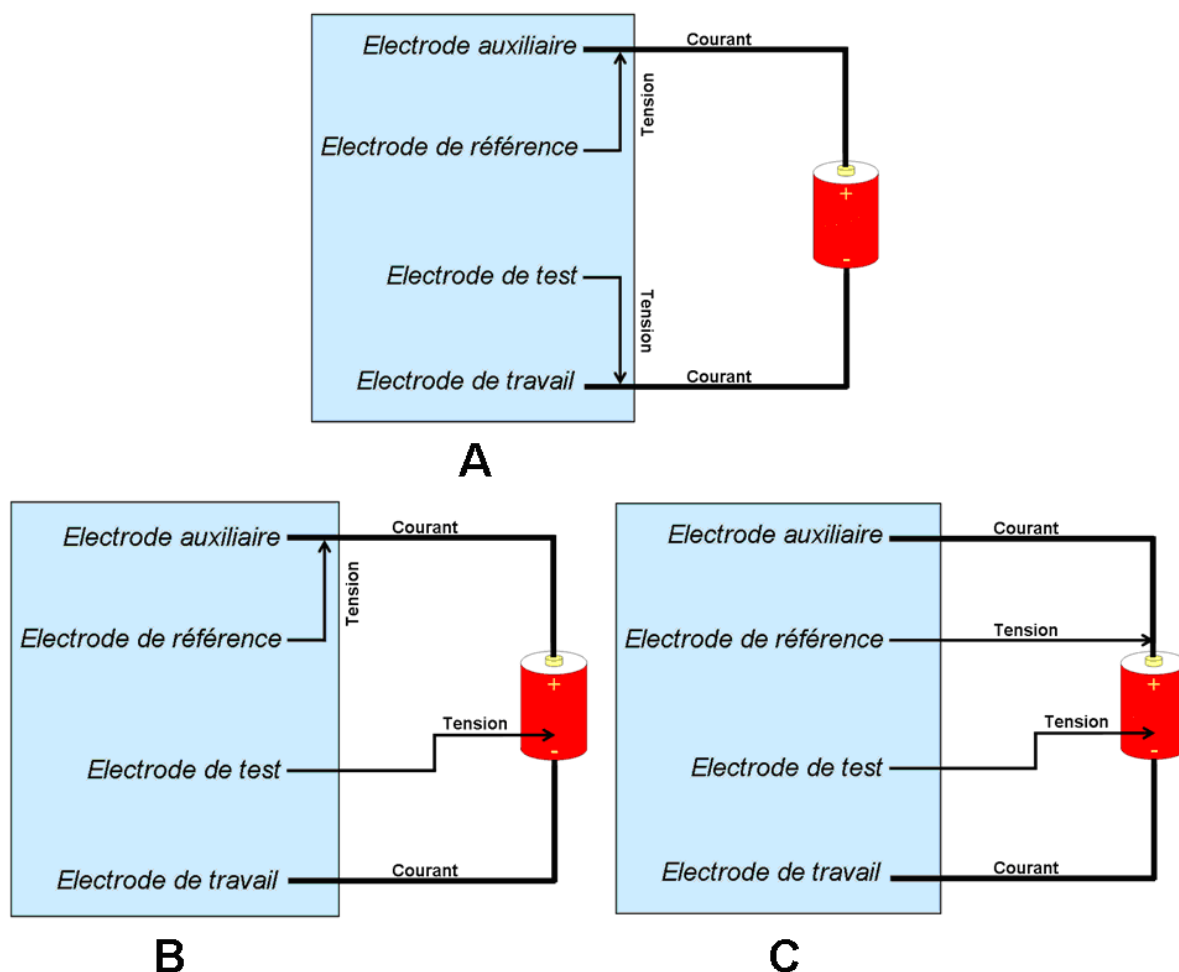 Electrode auxiliaire
Courant
Tension
Electrode de référence
+
Electrode de test
-
Tension
Electrode de travail
Courant
A
Electrode auxiliaire
Courant
Tension
Electrode de référence
+
Tension
-
Electrode de test
Electrode de travail
Courant
B
Electrode auxiliaire
Courant
Electrode de référence
Tension
+
Tension
-
Electrode de test
Electrode de travail
Courant
C